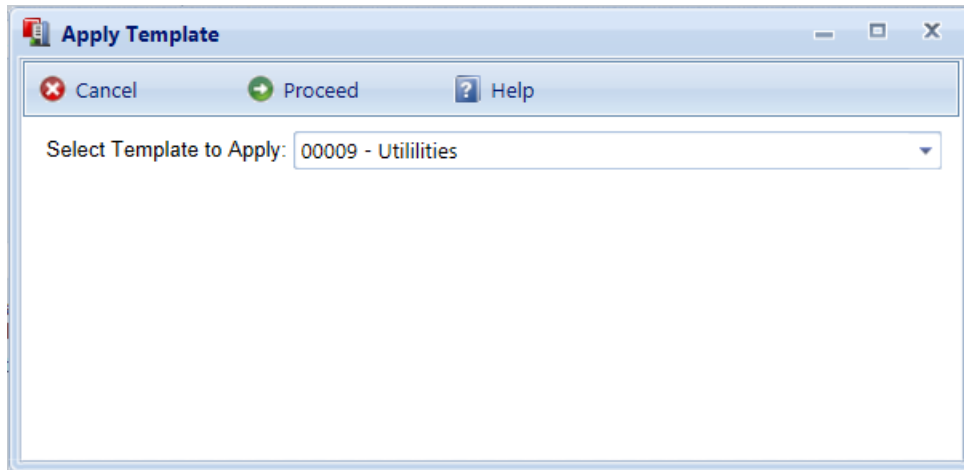 Apply Template
Cancel Proceed ? Help
Select Template to Apply: 00009 - Utililities